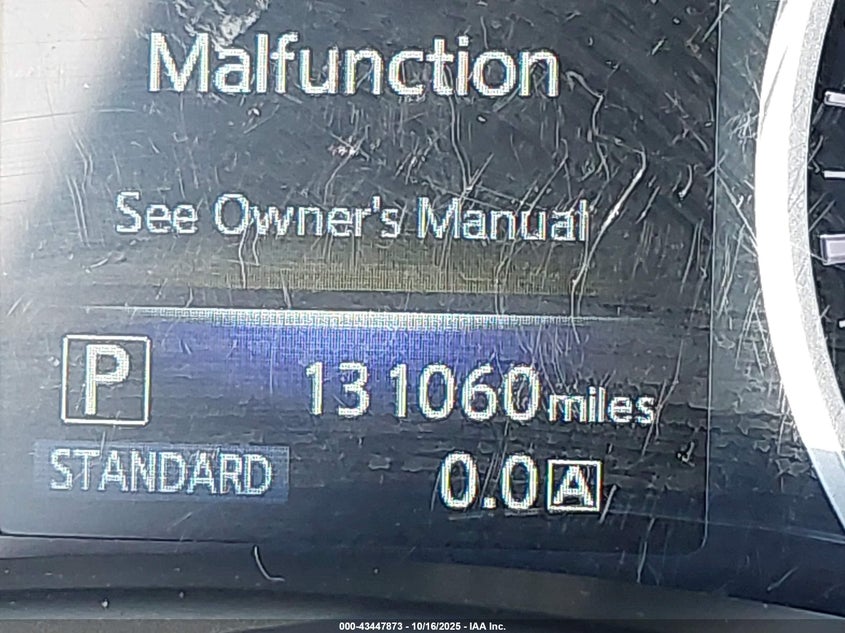 Malfunction
See Owner's Manual
P 131060 miles
STANDARD 0.0 A
000-43447873 - 10/16/2025 - IAA Inc.